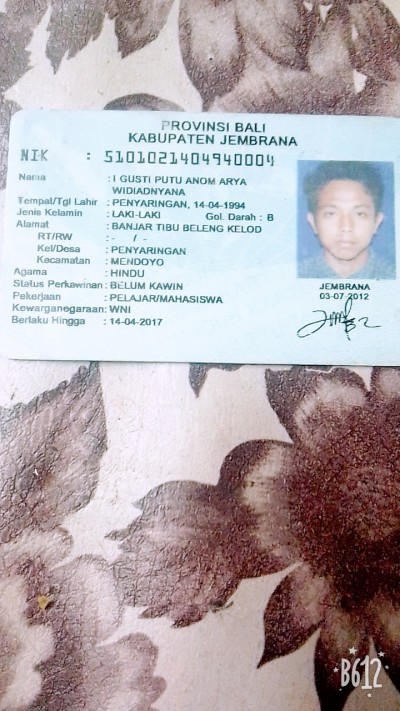 PROVINSI BALI
KABUPATEN JEMBRANA
NIK : 5101021404940004
Nama : I GUSTI PUTU ANOM ARYA
WIDIADNYANA
Tempat/Tgl Lahir : PENYARINGAN, 14-04-1994
Jenis Kelamin : LAKI-LAKI Gol. Darah : B
Alamat : BANJAR TIBU BELENG KELOD
RT/RW : - / -
Kel/Desa : PENYARINGAN
Kecamatan : MENDOYO
Agama : HINDU
Status Perkawinan : BELUM KAWIN
Pekerjaan : PELAJAR/MAHASISWA
Kewarganegaraan : WNI
Berlaku Hingga : 14-04-2017
JEMBRANA
03-07-2012
B612